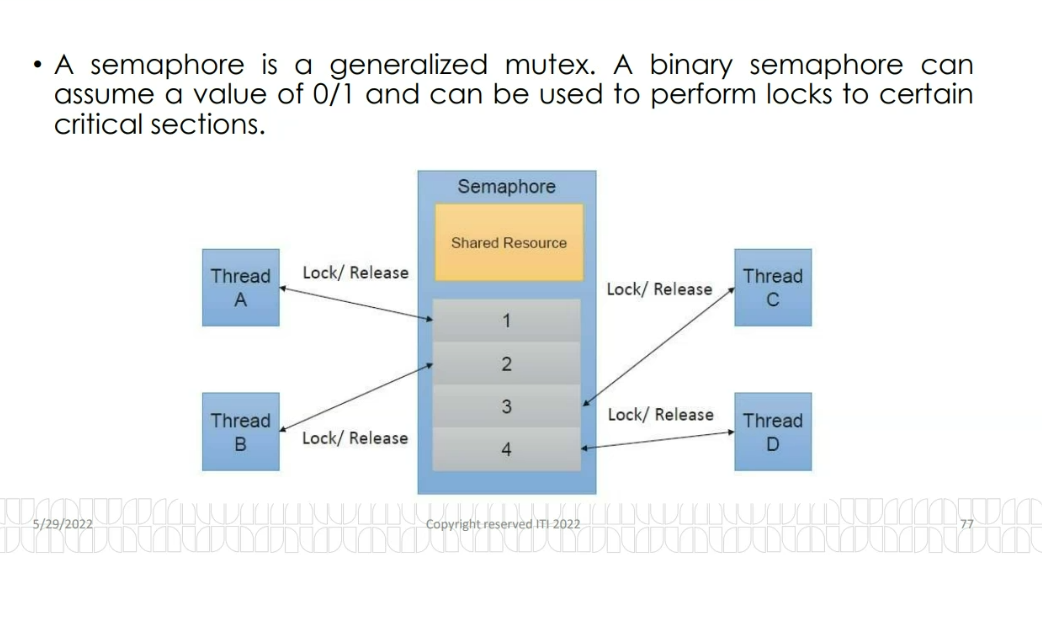 • A semaphore is a generalized mutex. A binary semaphore can
assume a value of 0/1 and can be used to perform locks to certain
critical sections.
Semaphore
Shared Resource
Thread
A
Lock/ Release
Lock/ Release
Thread
C
1
2
3
4
Thread
B
Lock/ Release
Lock/ Release
Thread
D
5/29/2022
Copyright reserved ITI 2022
77